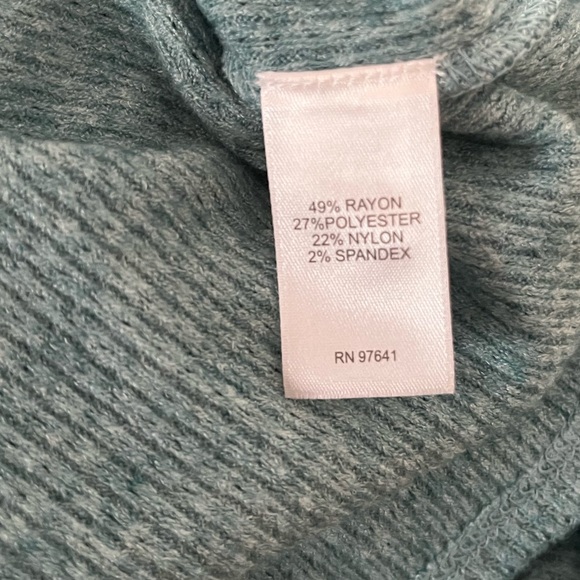 49% RAYON
27%POLYESTER
22% NYLON
2% SPANDEX
RN 97641